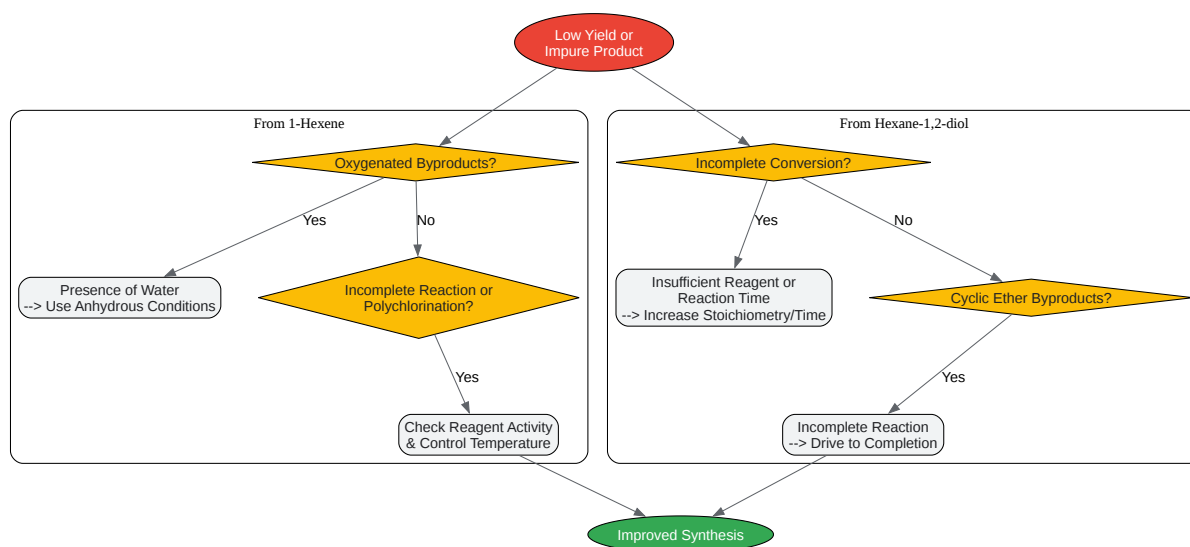 Low Yield or
Impure Product
From 1-Hexene
From Hexane-1,2-diol
Oxygenated Byproducts?
Incomplete Conversion?
Yes
No
Yes
No
Presence of Water
--> Use Anhydrous Conditions
Incomplete Reaction or
Polychlorination?
Insufficient Reagent or
Reaction Time
--> Increase Stoichiometry/Time
Cyclic Ether Byproducts?
Yes
Yes
Check Reagent Activity
& Control Temperature
Incomplete Reaction
--> Drive to Completion
Improved Synthesis